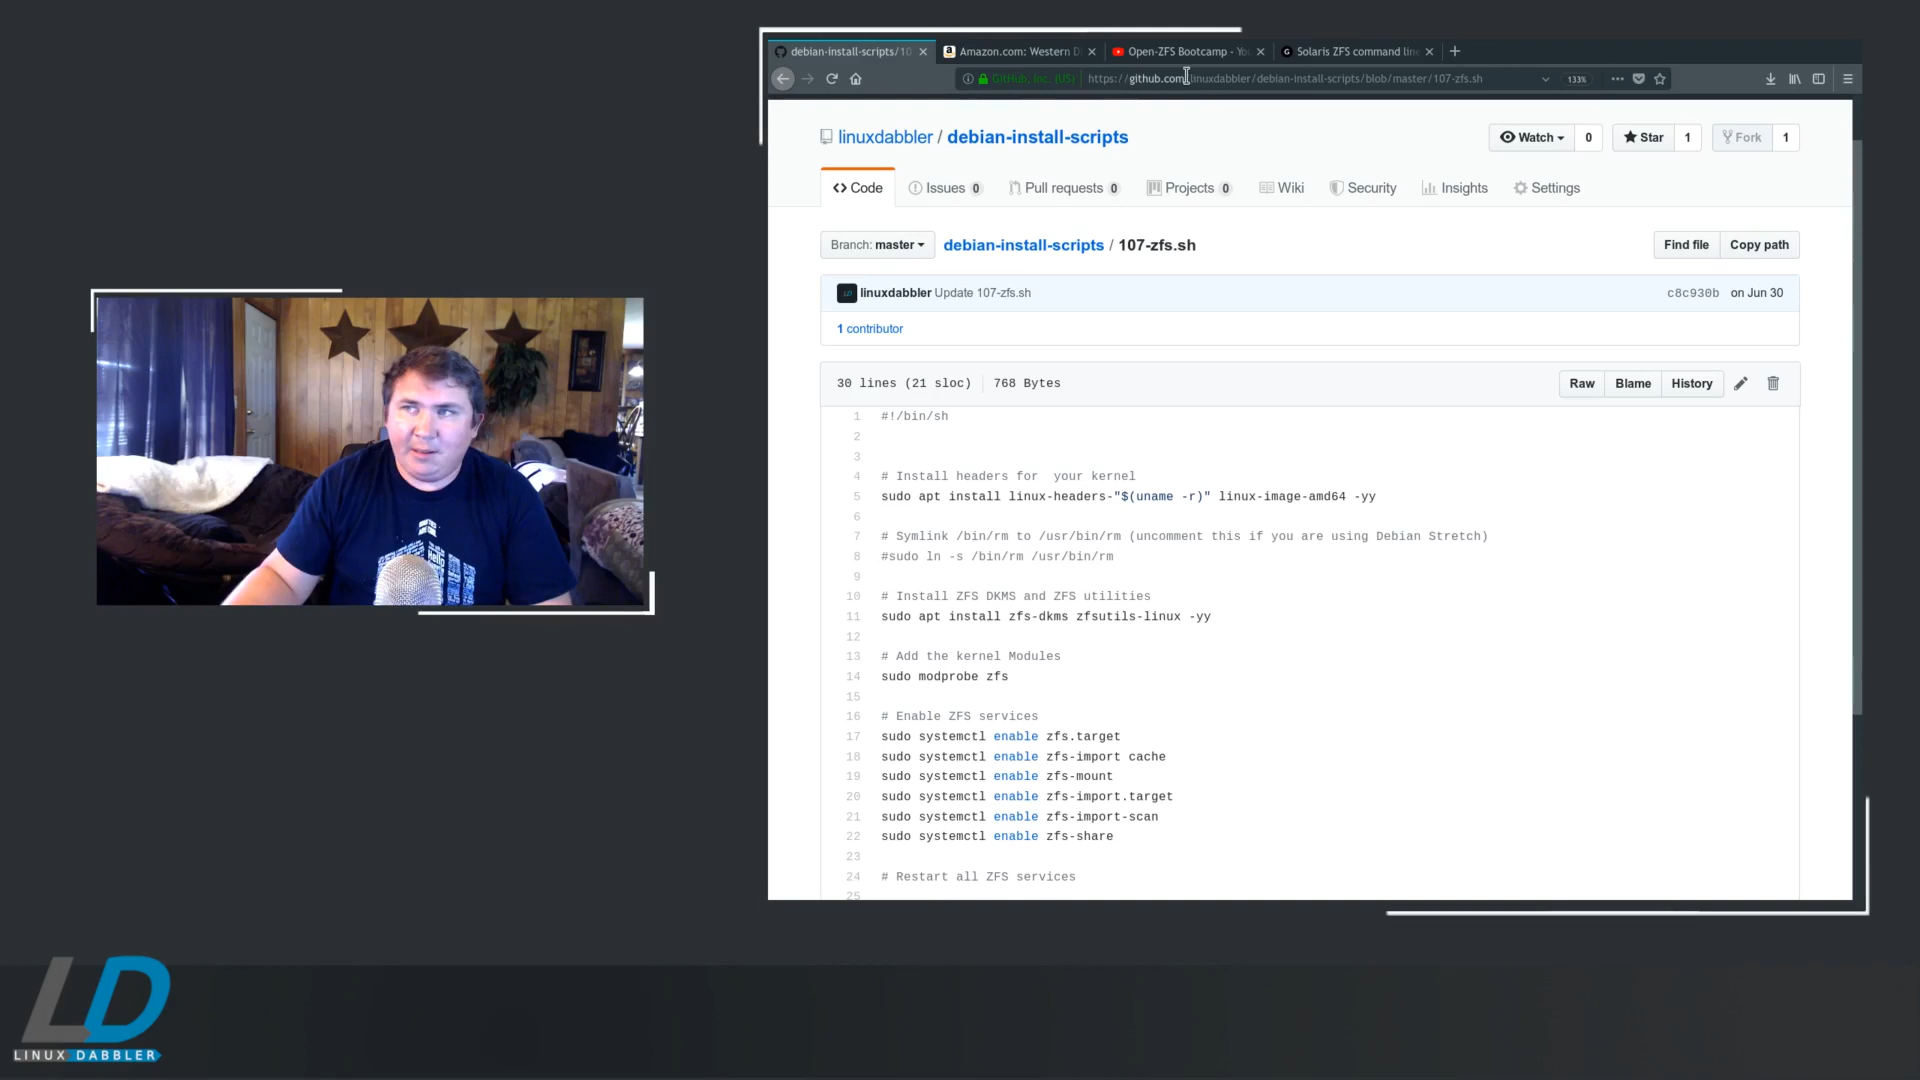 debian-install-scripts/10
Amazon.com: Western D
Open-ZFS Bootcamp - Yo
Solaris ZFS command line
GitHub, Inc. (US)
https://github.com/linuxdabbler/debian-install-scripts/blob/master/107-zfs.sh
133%
linuxdabbler / debian-install-scripts
Watch 0
Star 1
Fork 1
Code
Issues 0
Pull requests 0
Projects 0
Wiki
Security
Insights
Settings
Branch: master
debian-install-scripts / 107-zfs.sh
Find file
Copy path
linuxdabbler Update 107-zfs.sh
c8c930b on Jun 30
1 contributor
30 lines (21 sloc) 768 Bytes
Raw
Blame
History
1 #!/bin/sh
2
3
4 # Install headers for  your kernel
5 sudo apt install linux-headers-"$(uname -r)" linux-image-amd64 -yy
6
7 # Symlink /bin/rm to /usr/bin/rm (uncomment this if you are using Debian Stretch)
8 #sudo ln -s /bin/rm /usr/bin/rm
9
10 # Install ZFS DKMS and ZFS utilities
11 sudo apt install zfs-dkms zfsutils-linux -yy
12
13 # Add the kernel Modules
14 sudo modprobe zfs
15
16 # Enable ZFS services
17 sudo systemctl enable zfs.target
18 sudo systemctl enable zfs-import cache
19 sudo systemctl enable zfs-mount
20 sudo systemctl enable zfs-import.target
21 sudo systemctl enable zfs-import-scan
22 sudo systemctl enable zfs-share
23
24 # Restart all ZFS services
25
LD
LINUX DABBLER